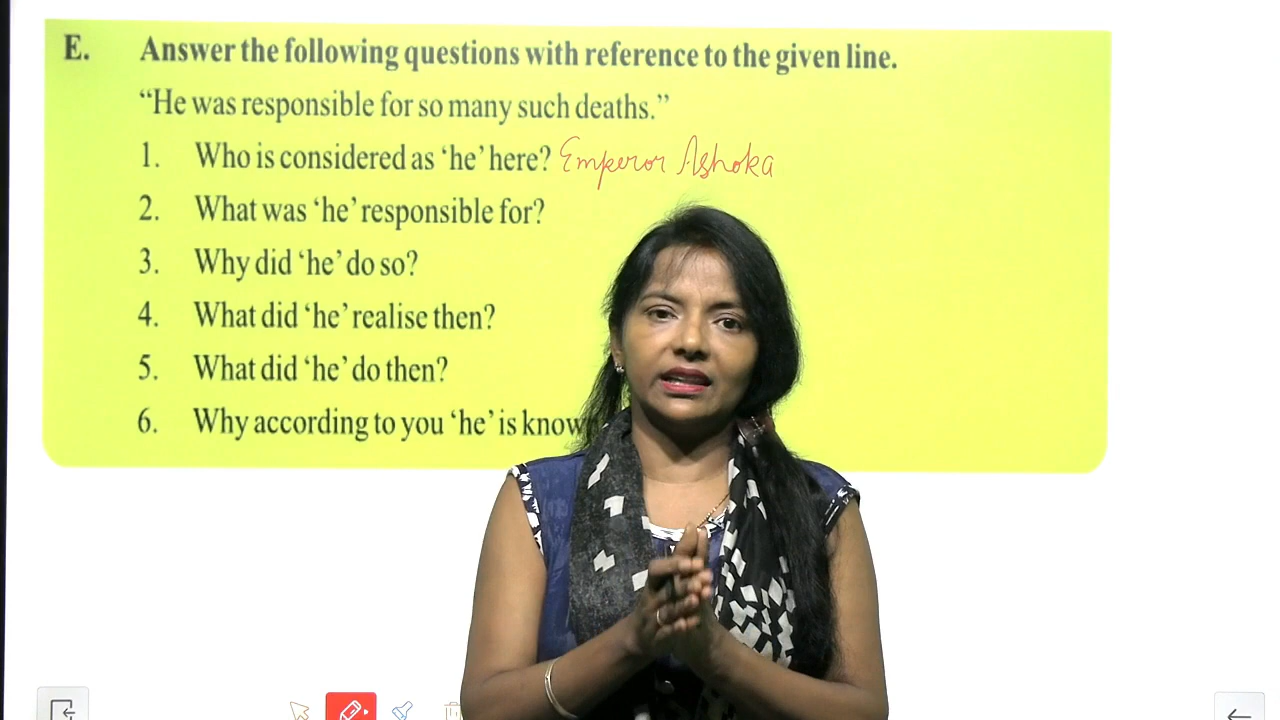 E. Answer the following questions with reference to the given line.
“He was responsible for so many such deaths.”
1. Who is considered as ‘he’ here? Emperor Ashoka
2. What was ‘he’ responsible for?
3. Why did ‘he’ do so?
4. What did ‘he’ realise then?
5. What did ‘he’ do then?
6. Why according to you ‘he’ is know